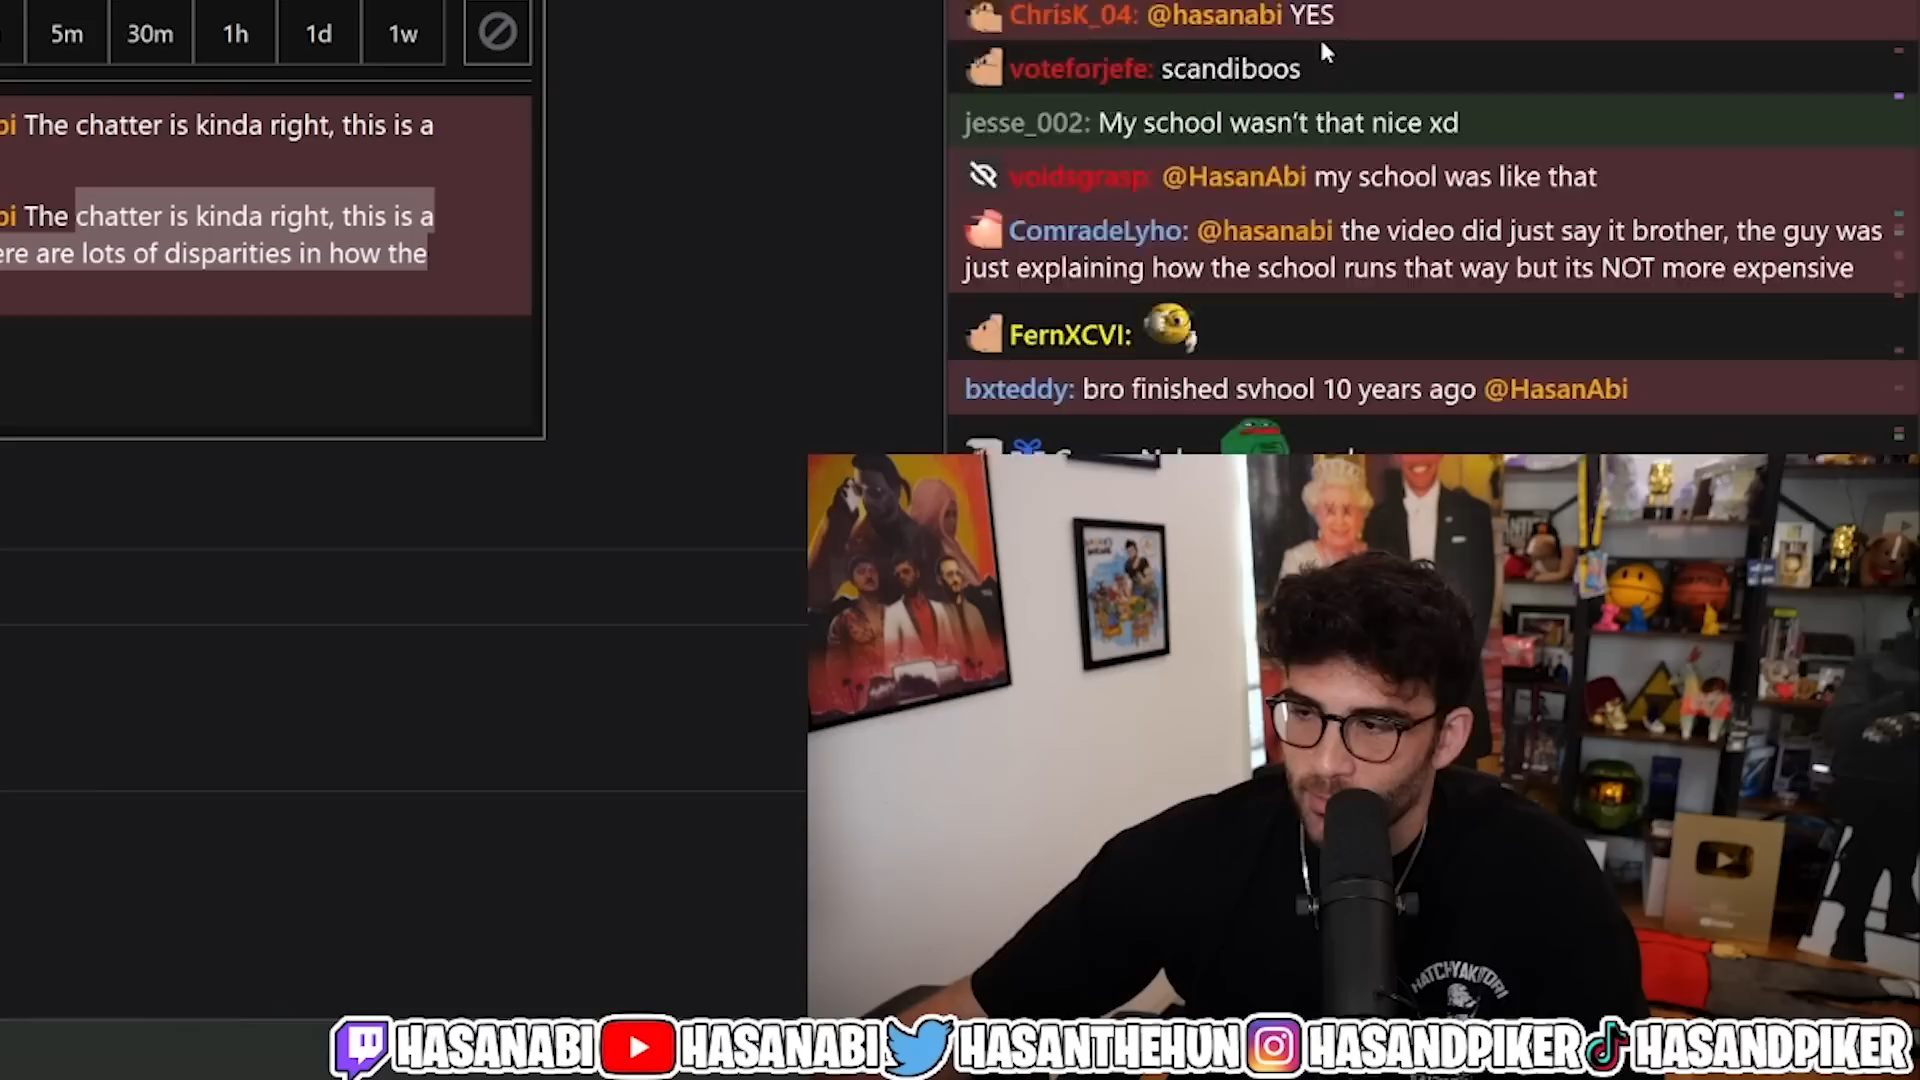 5m 30m 1h 1d 1w
bi The chatter is kinda right, this is a
bi The chatter is kinda right, this is a
ere are lots of disparities in how the
ChrisK_04: @hasanabi YES
voteforjefe: scandiboos
jesse_002: My school wasn't that nice xd
voidsgrasp: @HasanAbi my school was like that
ComradeLyho: @hasanabi the video did just say it brother, the guy was
just explaining how the school runs that way but its NOT more expensive
FernXCVI:
bxteddy: bro finished svhool 10 years ago @HasanAbi
HATCHYAKITORI
HASANABI HASANABI HASANTHEHUN HASANDPIKER HASANDPIKER